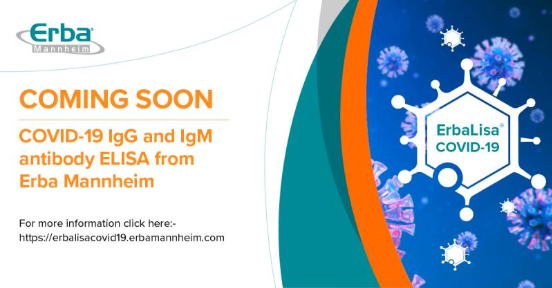 Erba®
Mannheim
COMING SOON
COVID-19 IgG and IgM
antibody ELISA from
Erba Mannheim
For more information click here:-
https://erbalisacovid19.erbamannheim.com
ErbaLisa®
COVID-19